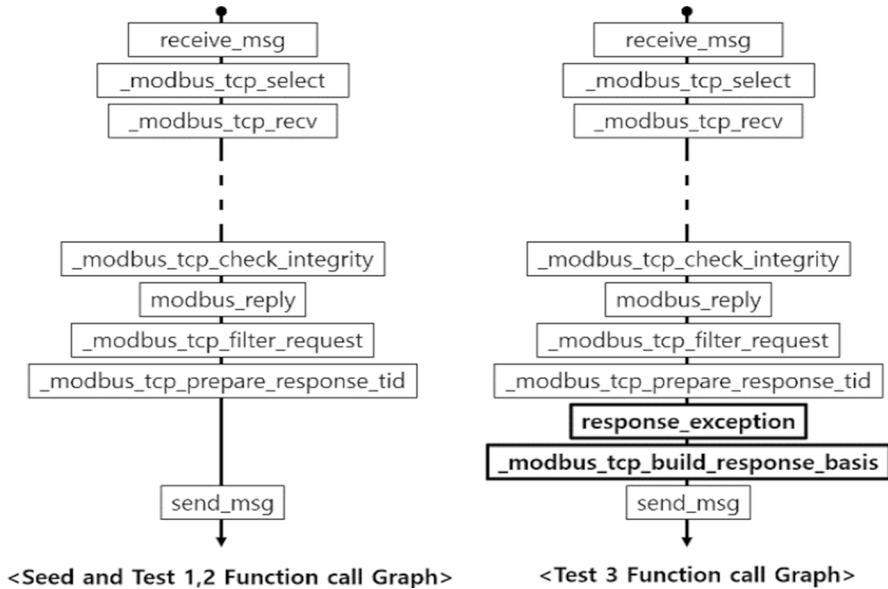 receive_msg
_modbus_tcp_select
_modbus_tcp_recv
_modbus_tcp_check_integrity
modbus_reply
_modbus_tcp_filter_request
_modbus_tcp_prepare_response_tid
send_msg
<Seed and Test 1,2 Function call Graph>
receive_msg
_modbus_tcp_select
_modbus_tcp_recv
_modbus_tcp_check_integrity
modbus_reply
_modbus_tcp_filter_request
_modbus_tcp_prepare_response_tid
response_exception
_modbus_tcp_build_response_basis
send_msg
<Test 3 Function call Graph>